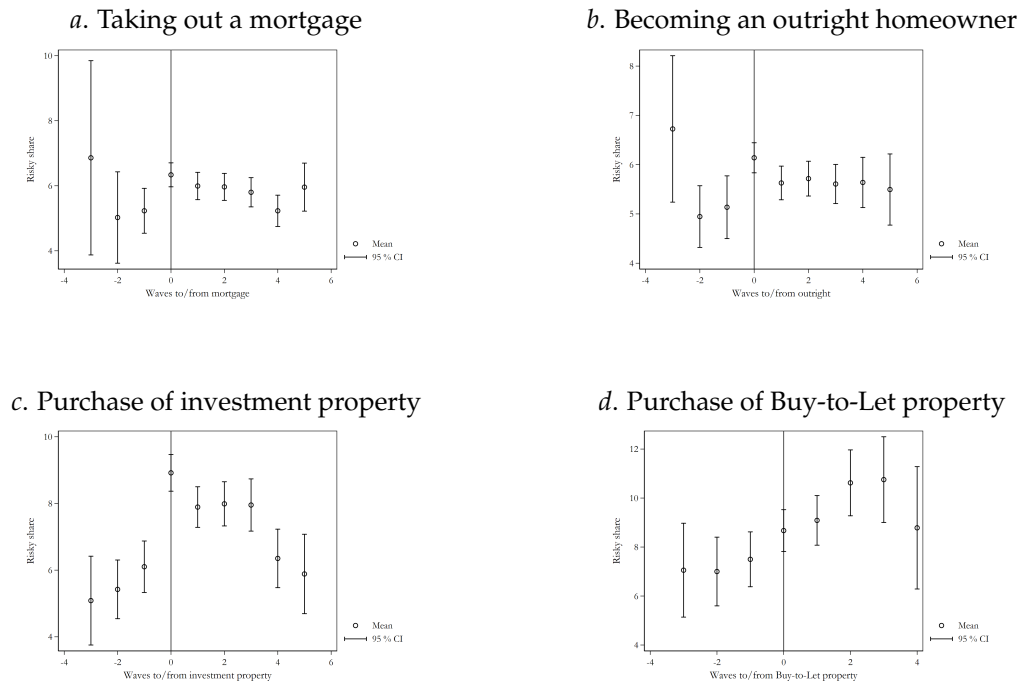 a. Taking out a mortgage
10
8
6
4
Risky share
-4 -2 0 2 4 6
Waves to/from mortgage
Mean
95 % CI
b. Becoming an outright homeowner
8
7
6
5
4
Risky share
-4 -2 0 2 4 6
Waves to/from outright
Mean
95 % CI
c. Purchase of investment property
10
8
6
4
Risky share
-4 -2 0 2 4 6
Waves to/from investment property
Mean
95 % CI
d. Purchase of Buy-to-Let property
12
10
8
6
4
Risky share
-4 -2 0 2 4
Waves to/from Buy-to-Let property
Mean
95 % CI